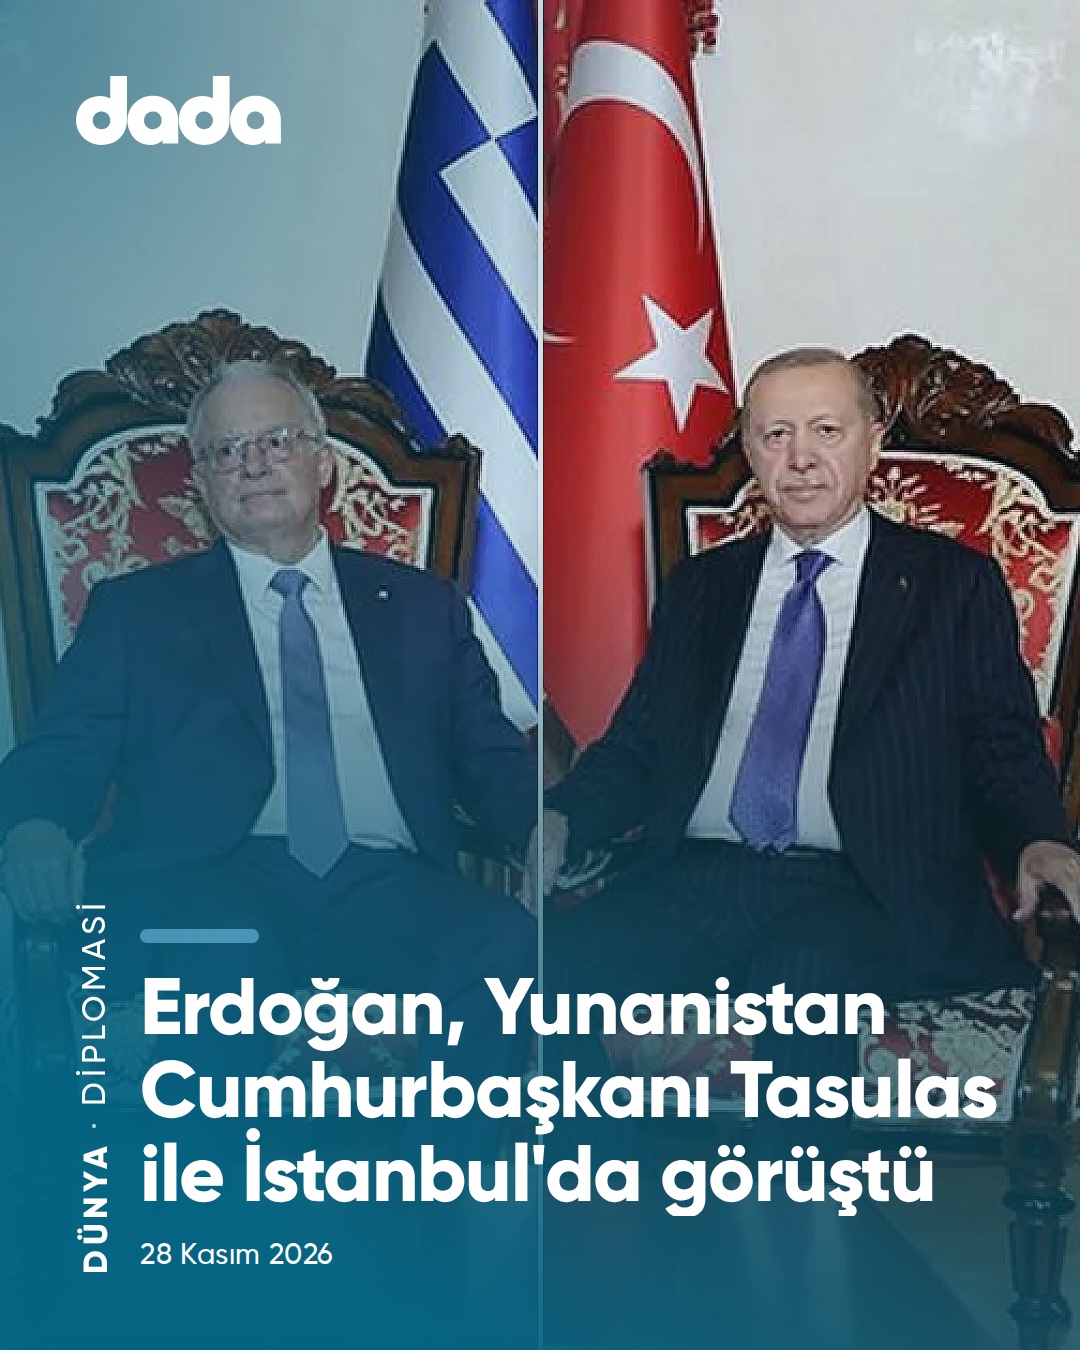 dada
DÜNYA · DİPLOMASİ
Erdoğan, Yunanistan
Cumhurbaşkanı Tasulas
ile İstanbul'da görüştü
28 Kasım 2026